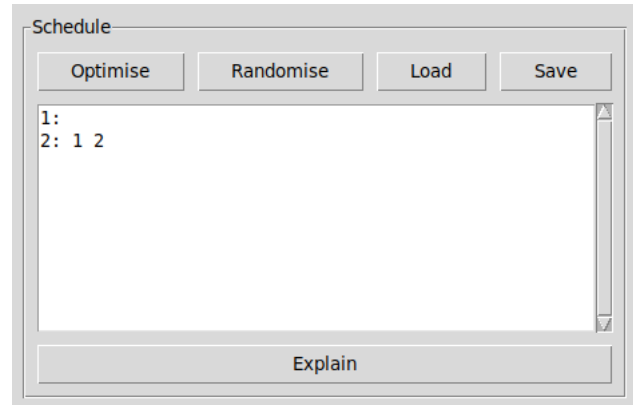 Schedule
Optimise Randomise Load Save
1:
2: 1 2
Explain